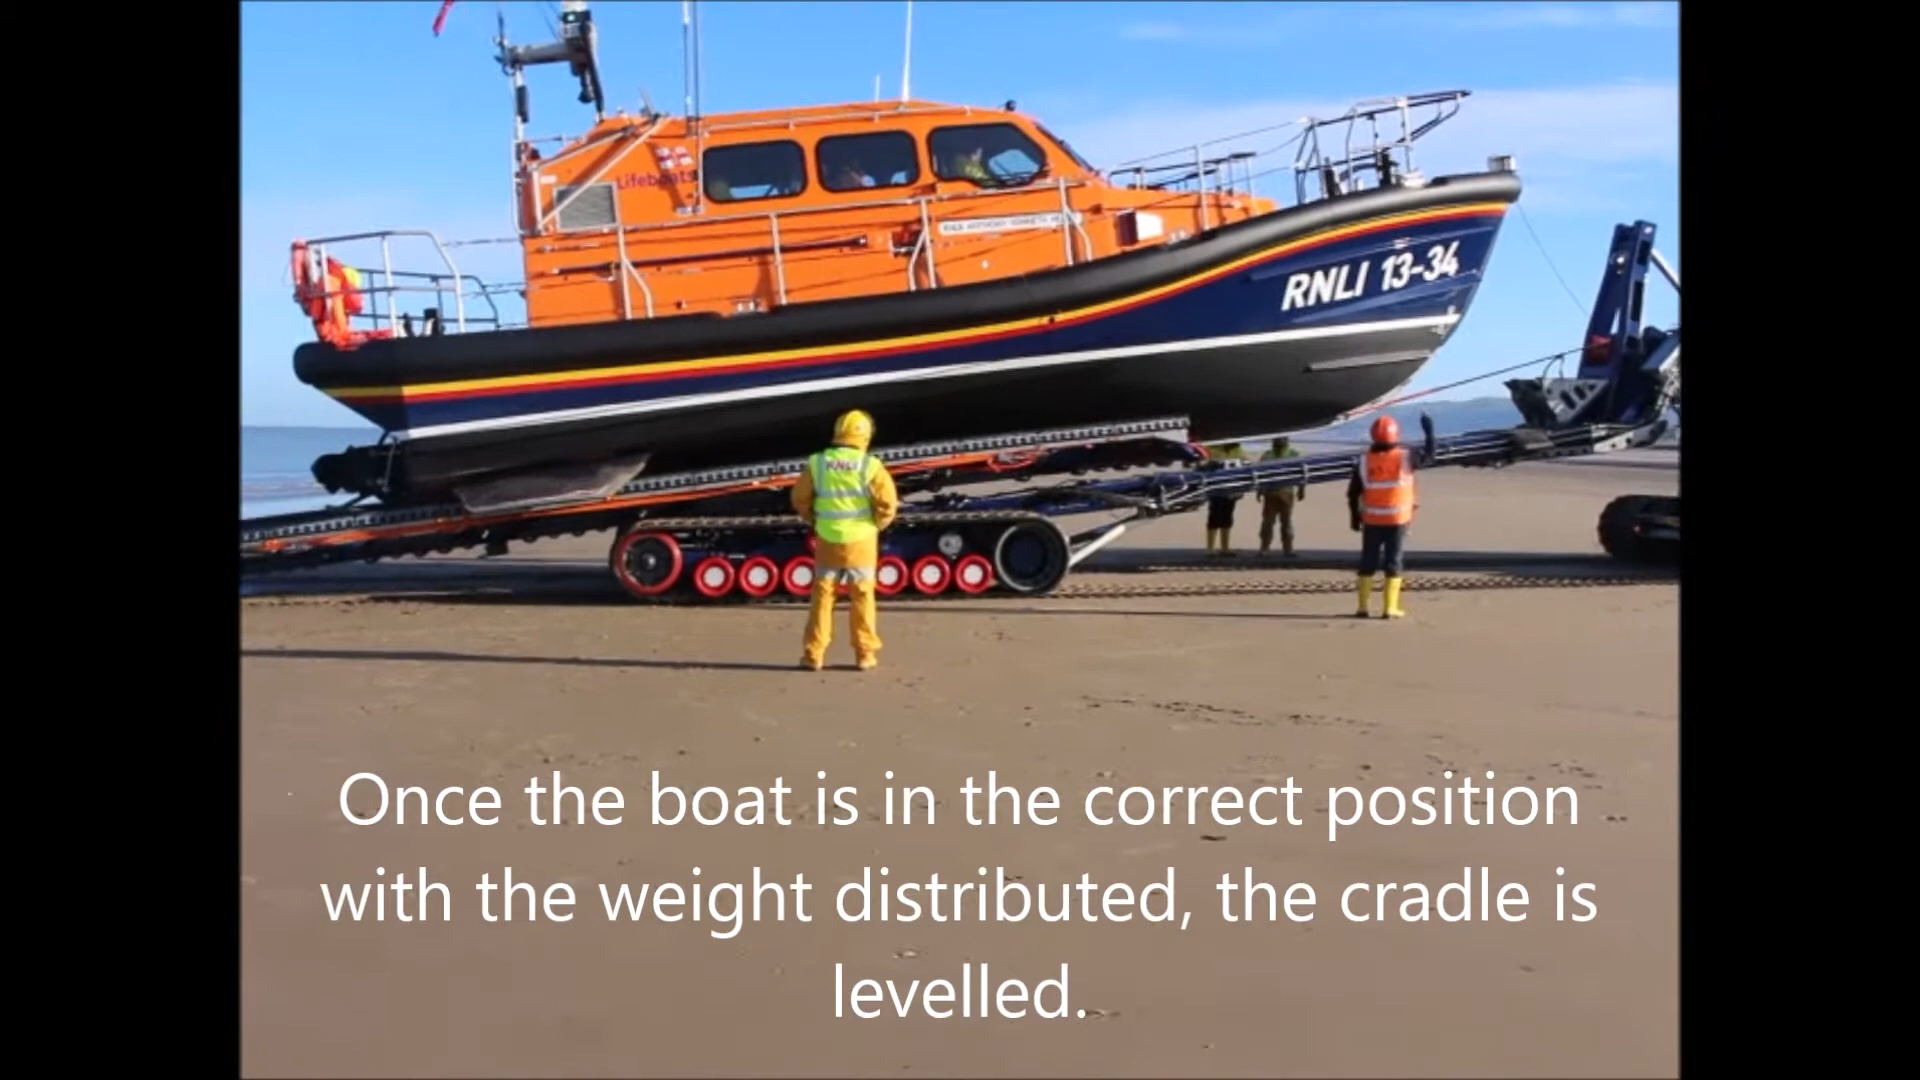 Lifeboats
RNLI 13-34
RNLI
Once the boat is in the correct position
with the weight distributed, the cradle is
levelled.